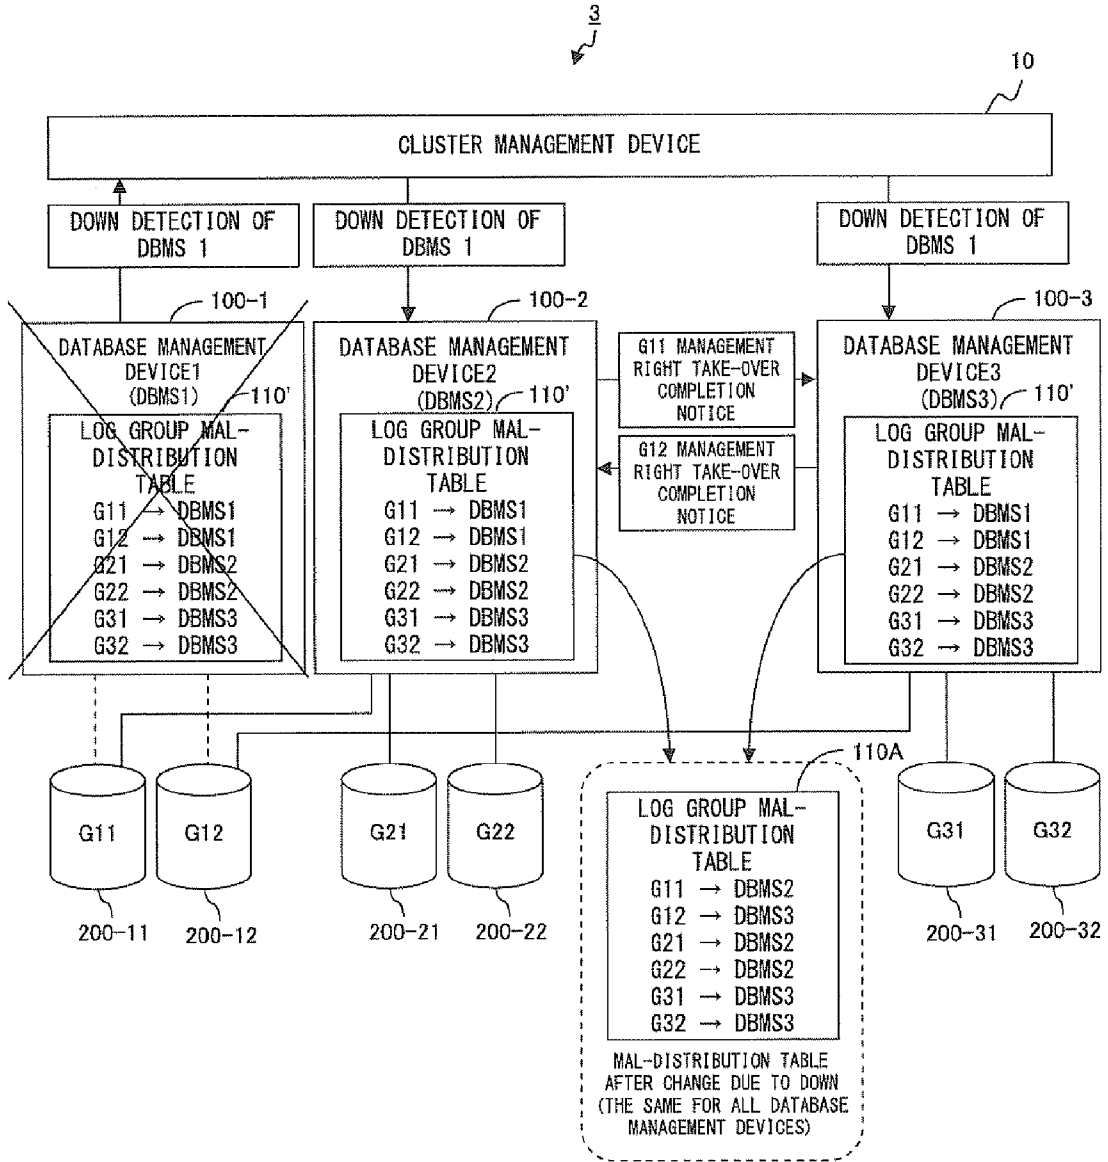 3
10
CLUSTER MANAGEMENT DEVICE
DOWN DETECTION OF
DBMS 1
DOWN DETECTION OF
DBMS 1
DOWN DETECTION OF
DBMS 1
100-1
DATABASE MANAGEMENT
DEVICE1
(DBMS1)
110'
LOG GROUP MAL-
DISTRIBUTION
TABLE
G11 → DBMS1
G12 → DBMS1
G21 → DBMS2
G22 → DBMS2
G31 → DBMS3
G32 → DBMS3
100-2
DATABASE MANAGEMENT
DEVICE2
(DBMS2)
110'
LOG GROUP MAL-
DISTRIBUTION
TABLE
G11 → DBMS1
G12 → DBMS1
G21 → DBMS2
G22 → DBMS2
G31 → DBMS3
G32 → DBMS3
G11 MANAGEMENT
RIGHT TAKE-OVER
COMPLETION
NOTICE
G12 MANAGEMENT
RIGHT TAKE-OVER
COMPLETION
NOTICE
100-3
DATABASE MANAGEMENT
DEVICE3
(DBMS3)
110'
LOG GROUP MAL-
DISTRIBUTION
TABLE
G11 → DBMS1
G12 → DBMS1
G21 → DBMS2
G22 → DBMS2
G31 → DBMS3
G32 → DBMS3
G11
200-11
G12
200-12
G21
200-21
G22
200-22
110A
LOG GROUP MAL-
DISTRIBUTION
TABLE
G11 → DBMS2
G12 → DBMS3
G21 → DBMS2
G22 → DBMS2
G31 → DBMS3
G32 → DBMS3
MAL-DISTRIBUTION TABLE
AFTER CHANGE DUE TO DOWN
(THE SAME FOR ALL DATABASE
MANAGEMENT DEVICES)
G31
200-31
G32
200-32